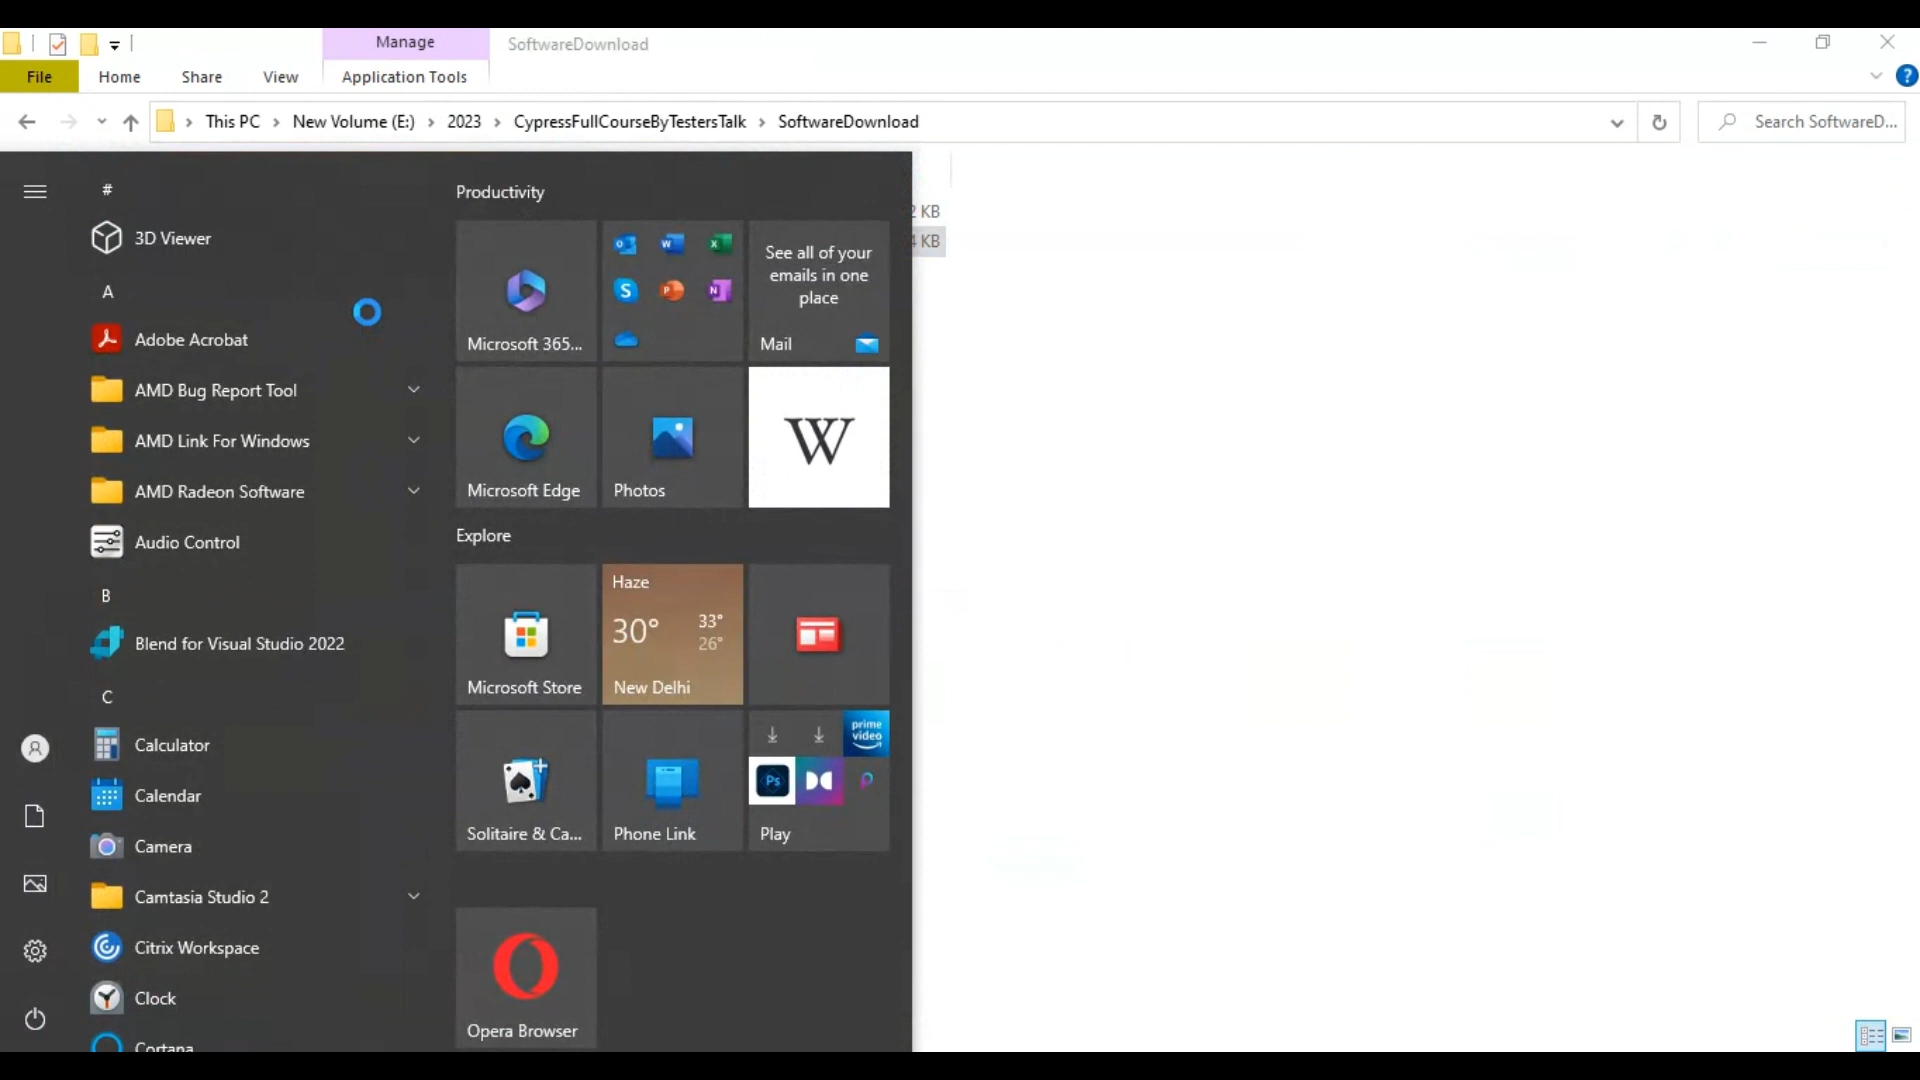 Manage
SoftwareDownload
File
Home
Share
View
Application Tools
This PC
New Volume (E:)
2023
CypressFullCourseByTestersTalk
SoftwareDownload
Search SoftwareD...
2 KB
4 KB
#
3D Viewer
A
Adobe Acrobat
AMD Bug Report Tool
AMD Link For Windows
AMD Radeon Software
Audio Control
B
Blend for Visual Studio 2022
C
Calculator
Calendar
Camera
Camtasia Studio 2
Citrix Workspace
Clock
Cortana
Productivity
Microsoft 365...
See all of your
emails in one
place
Mail
Microsoft Edge
Photos
W
Explore
Microsoft Store
Haze
30°
33°
26°
New Delhi
Solitaire & Ca...
Phone Link
prime
video
Ps
Play
Opera Browser